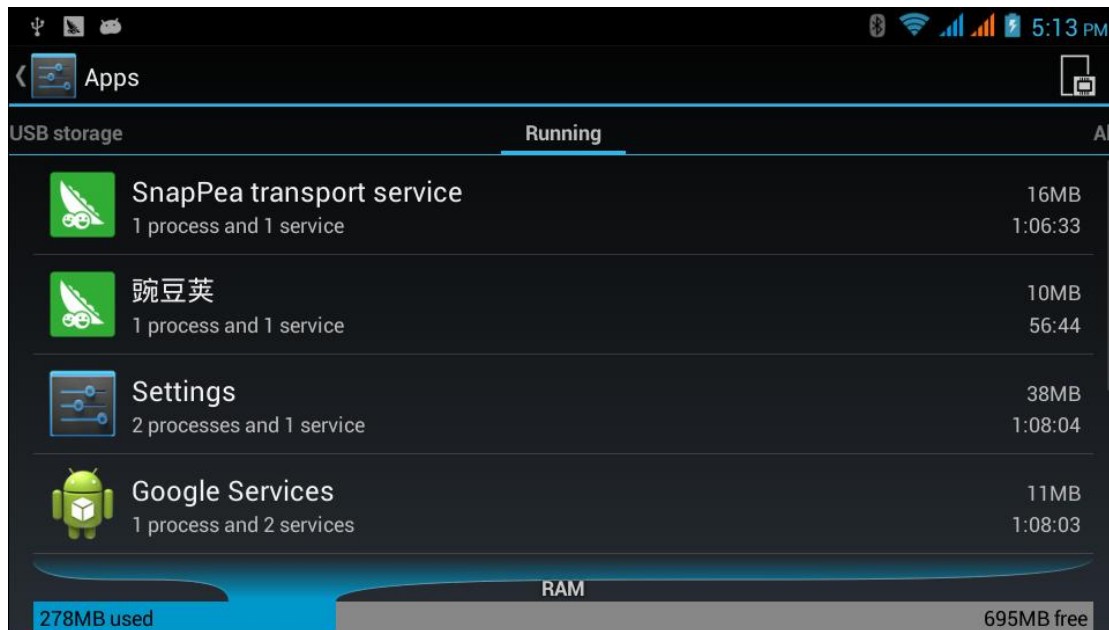 5:13 PM
Apps
USB storage Running
SnapPea transport service 16MB
1 process and 1 service 1:06:33
豌豆荚 10MB
1 process and 1 service 56:44
Settings 38MB
2 processes and 1 service 1:08:04
Google Services 11MB
1 process and 2 services 1:08:03
RAM
278MB used 695MB free